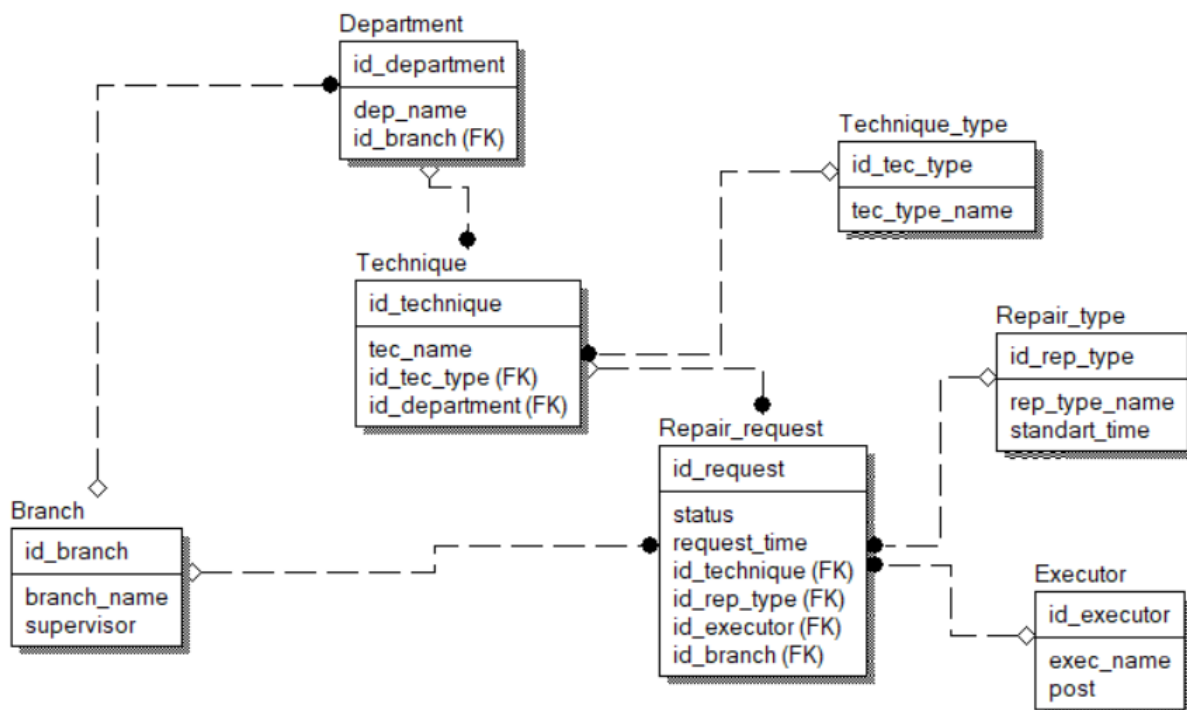 Department
id_department
dep_name
id_branch (FK)
Technique_type
id_tec_type
tec_type_name
Technique
id_technique
tec_name
id_tec_type (FK)
id_department (FK)
Repair_type
id_rep_type
rep_type_name
standart_time
Repair_request
id_request
status
request_time
id_technique (FK)
id_rep_type (FK)
id_executor (FK)
id_branch (FK)
Branch
id_branch
branch_name
supervisor
Executor
id_executor
exec_name
post